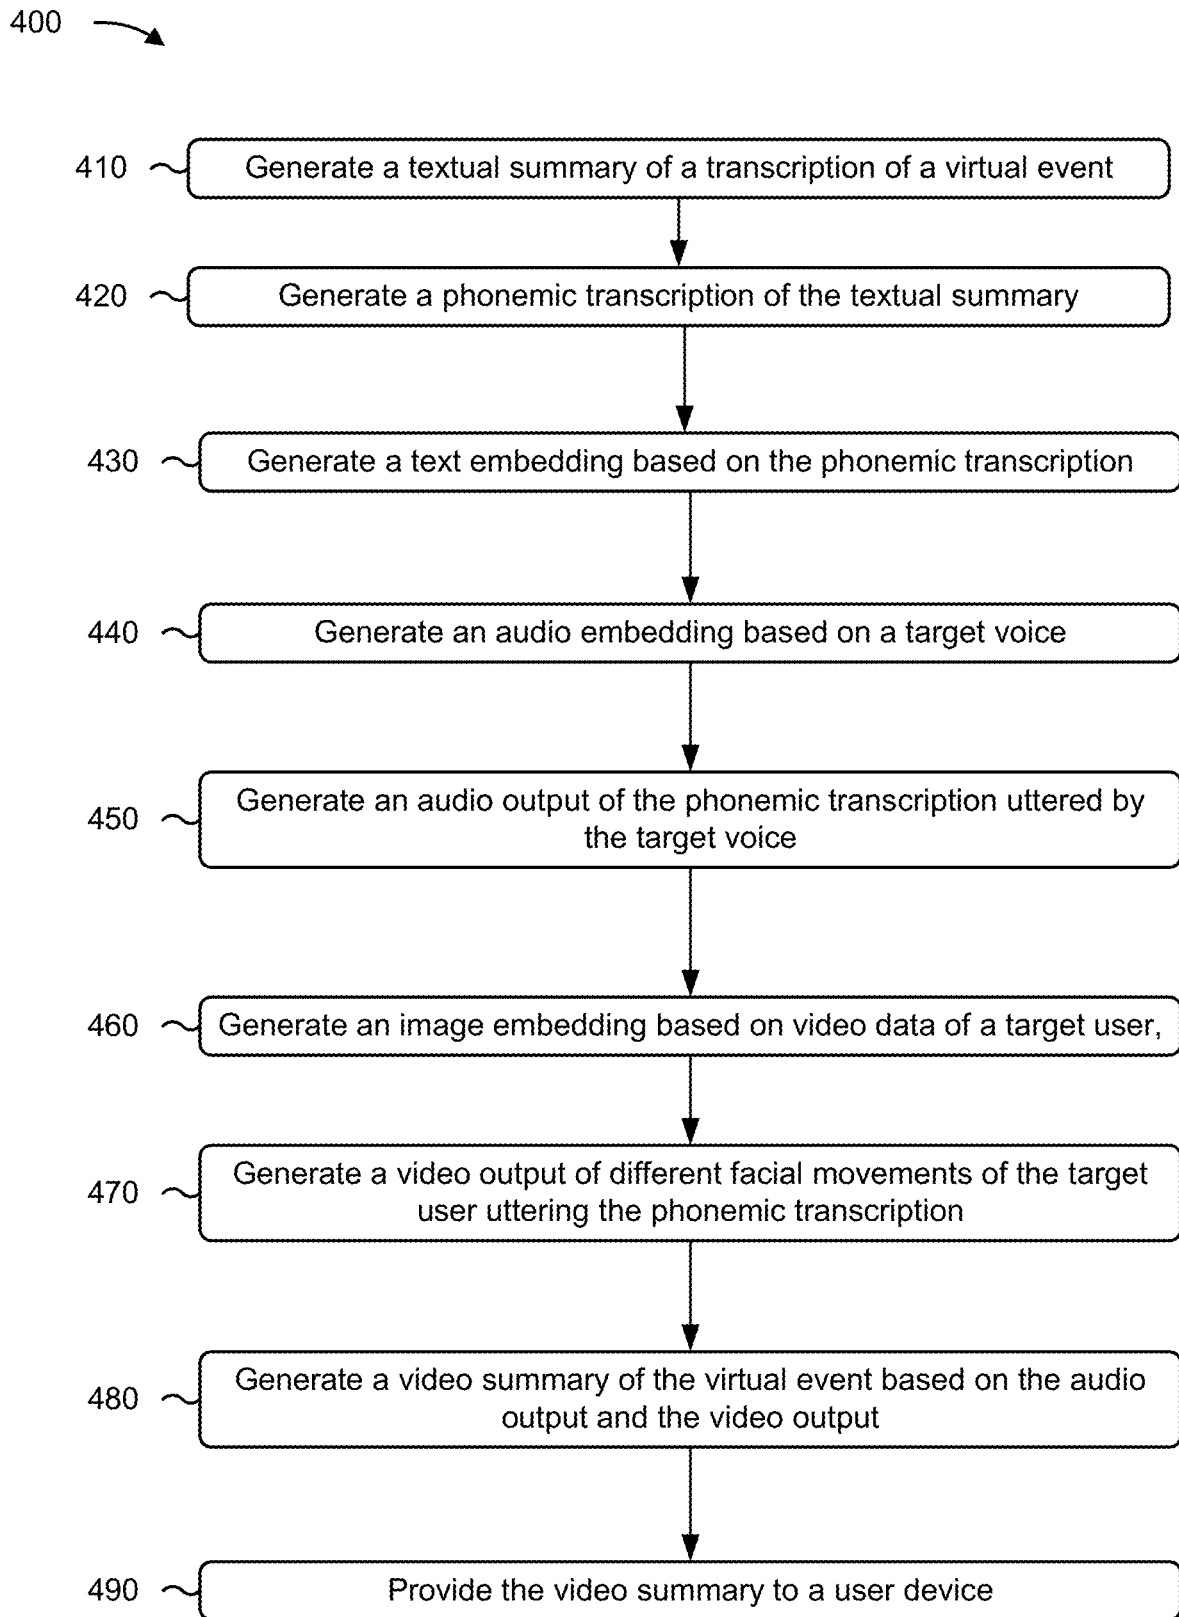 400
410
Generate a textual summary of a transcription of a virtual event
420
Generate a phonemic transcription of the textual summary
430
Generate a text embedding based on the phonemic transcription
440
Generate an audio embedding based on a target voice
450
Generate an audio output of the phonemic transcription uttered by
the target voice
460
Generate an image embedding based on video data of a target user,
470
Generate a video output of different facial movements of the target
user uttering the phonemic transcription
480
Generate a video summary of the virtual event based on the audio
output and the video output
490
Provide the video summary to a user device